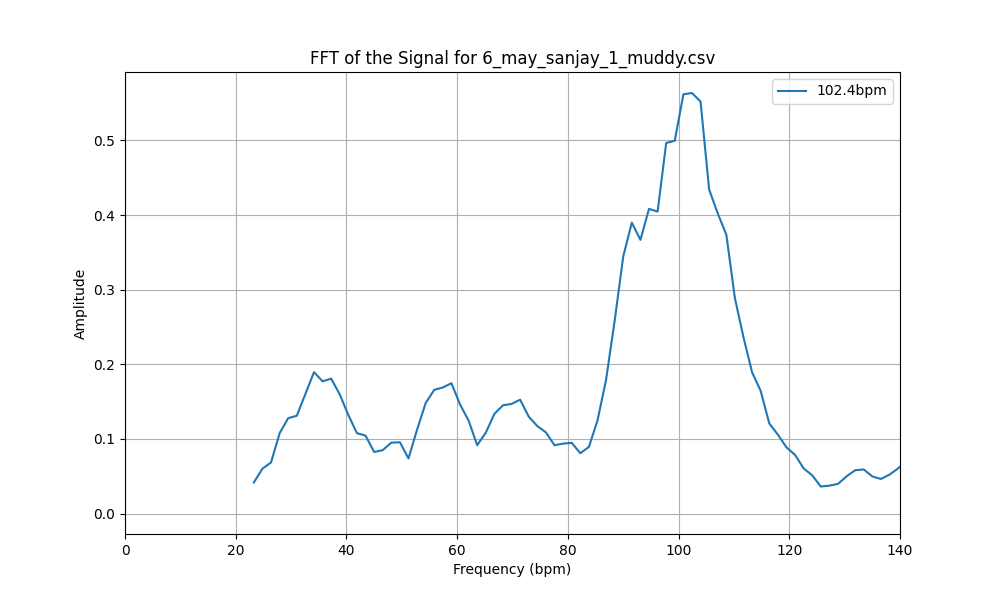 FFT of the Signal for 6_may_sanjay_1_muddy.csv
102.4bpm
Amplitude
0.5
0.4
0.3
0.2
0.1
0.0
0 20 40 60 80 100 120 140
Frequency (bpm)